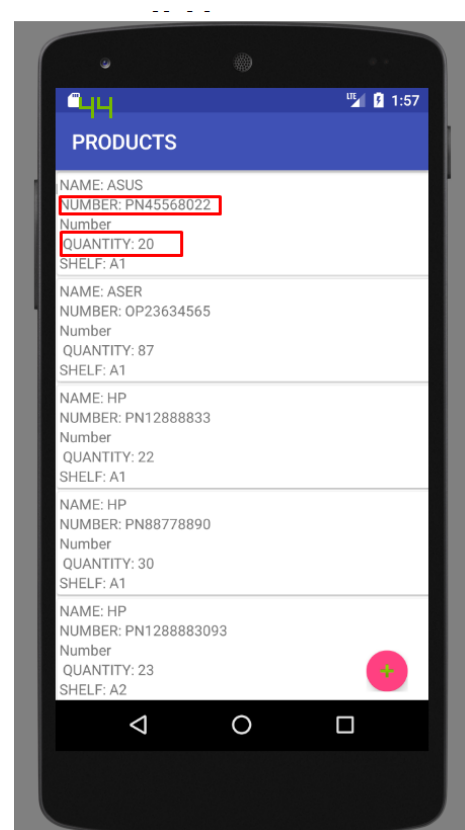 44
LTE 1:57
PRODUCTS
NAME: ASUS
NUMBER: PN45568022
Number
QUANTITY: 20
SHELF: A1
NAME: ASER
NUMBER: OP23634565
Number
QUANTITY: 87
SHELF: A1
NAME: HP
NUMBER: PN12888833
Number
QUANTITY: 22
SHELF: A1
NAME: HP
NUMBER: PN88778890
Number
QUANTITY: 30
SHELF: A1
NAME: HP
NUMBER: PN1288883093
Number
QUANTITY: 23
SHELF: A2
+